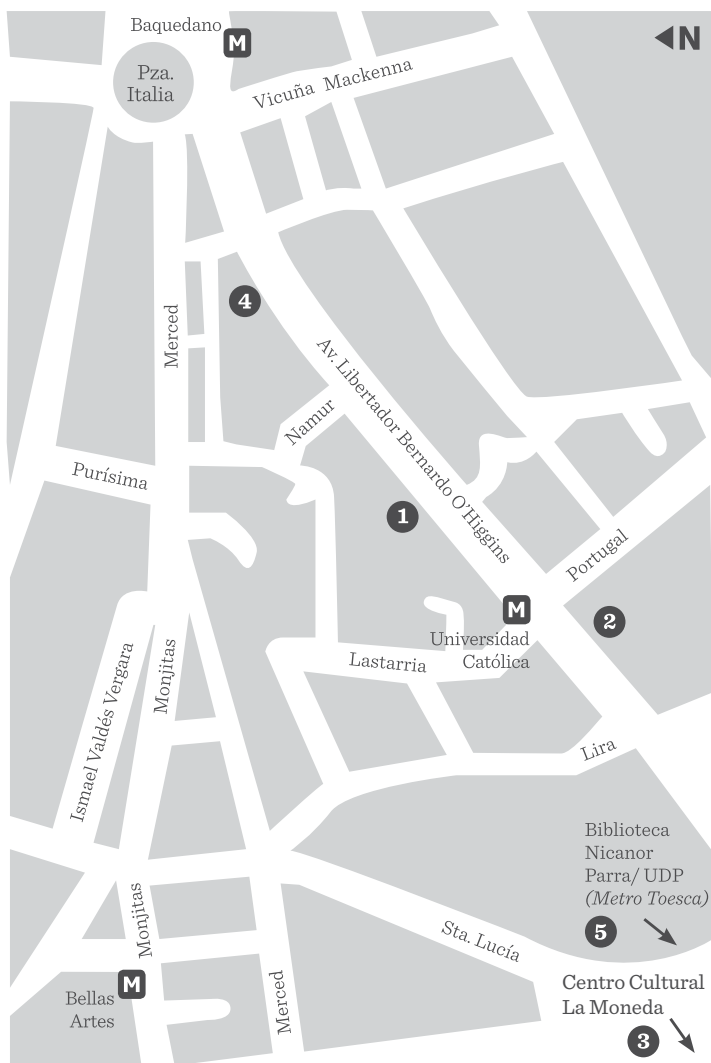 Baquedano
M
N
Pza.
Italia
Vicuña Mackenna
4
Merced
Av. Libertador Bernardo O'Higgins
Namur
Purísima
1
Portugal
M
2
Universidad
Católica
Lastarria
Monjitas
Ismael Valdés Vergara
Lira
Biblioteca
Nicanor
Parra/ UDP
(Metro Toesca)
5
Monjitas
Sta. Lucía
M
Bellas
Artes
Merced
Centro Cultural
La Moneda
3